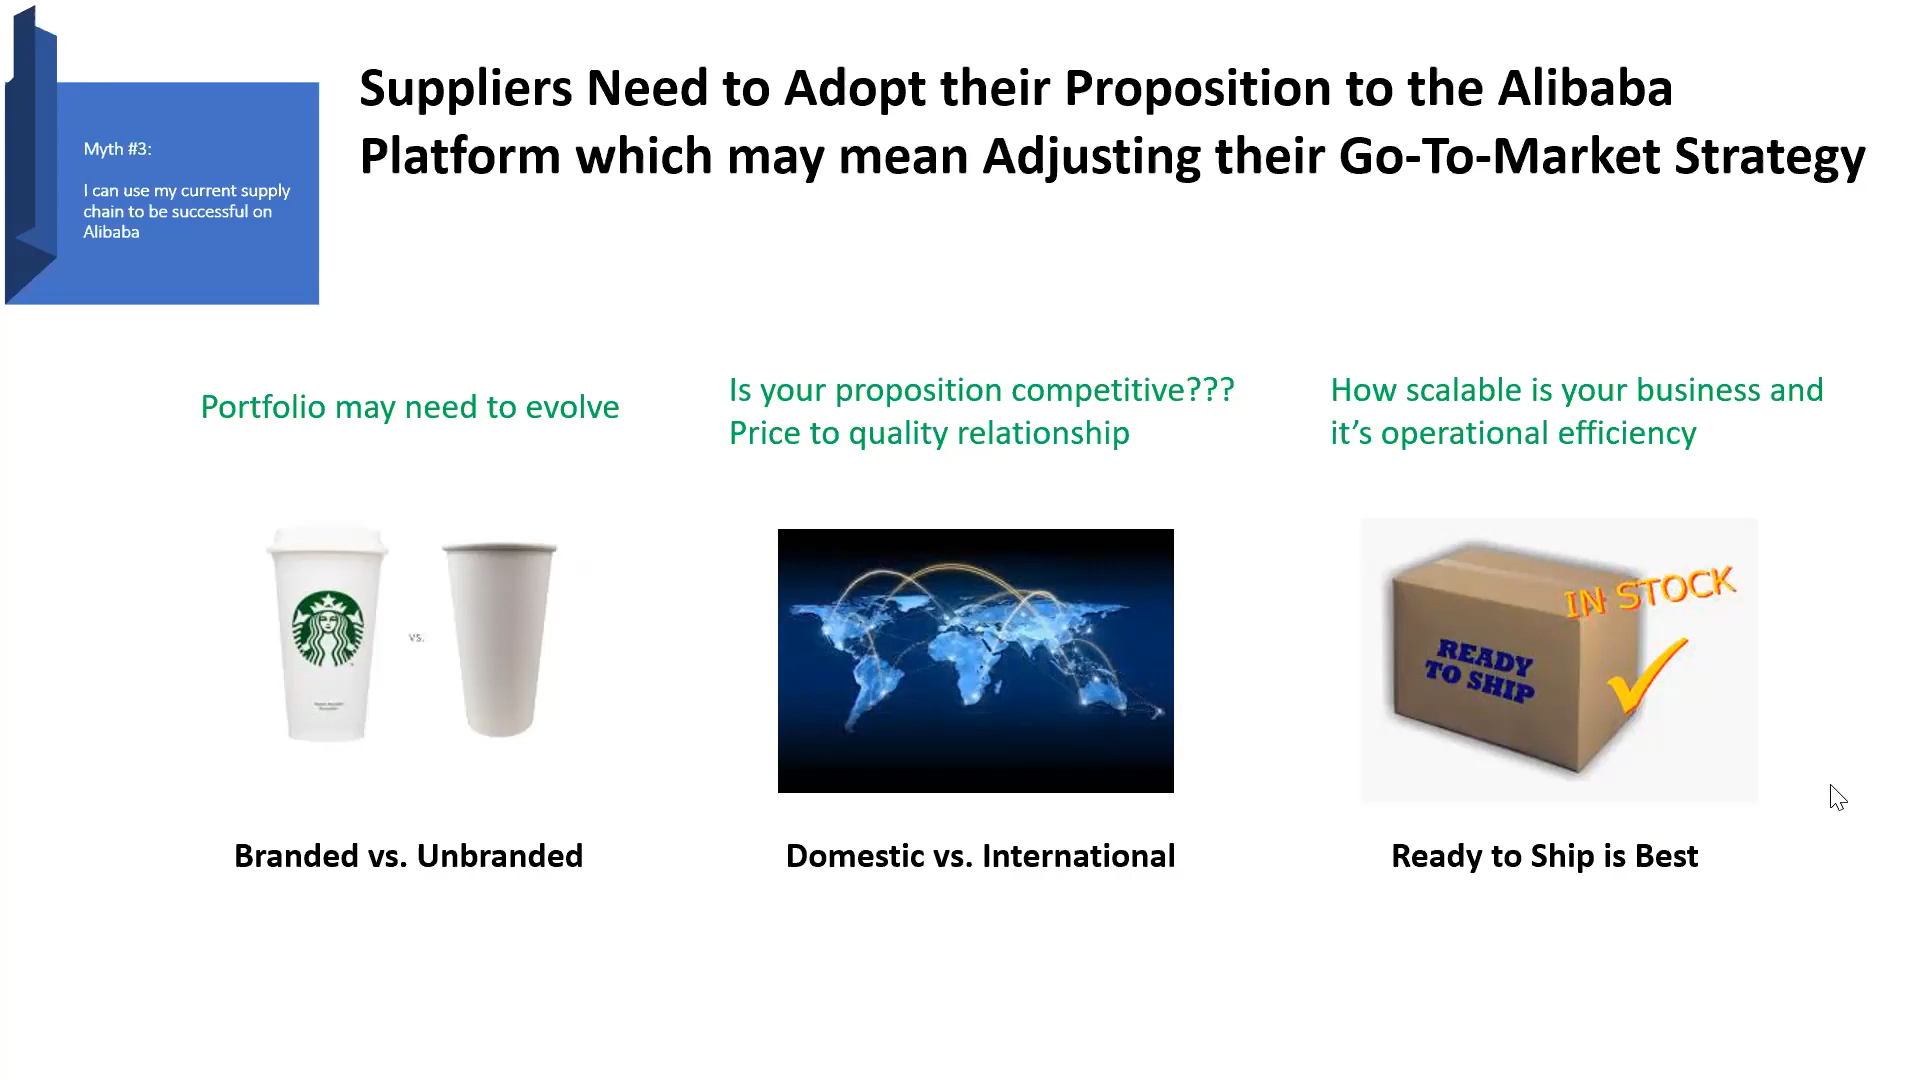 Myth #3:
I can use my current supply
chain to be successful on
Alibaba
Suppliers Need to Adopt their Proposition to the Alibaba
Platform which may mean Adjusting their Go-To-Market Strategy
Portfolio may need to evolve
Is your proposition competitive???
Price to quality relationship
How scalable is your business and
it’s operational efficiency
vs.
IN STOCK
READY
TO SHIP
Branded vs. Unbranded
Domestic vs. International
Ready to Ship is Best